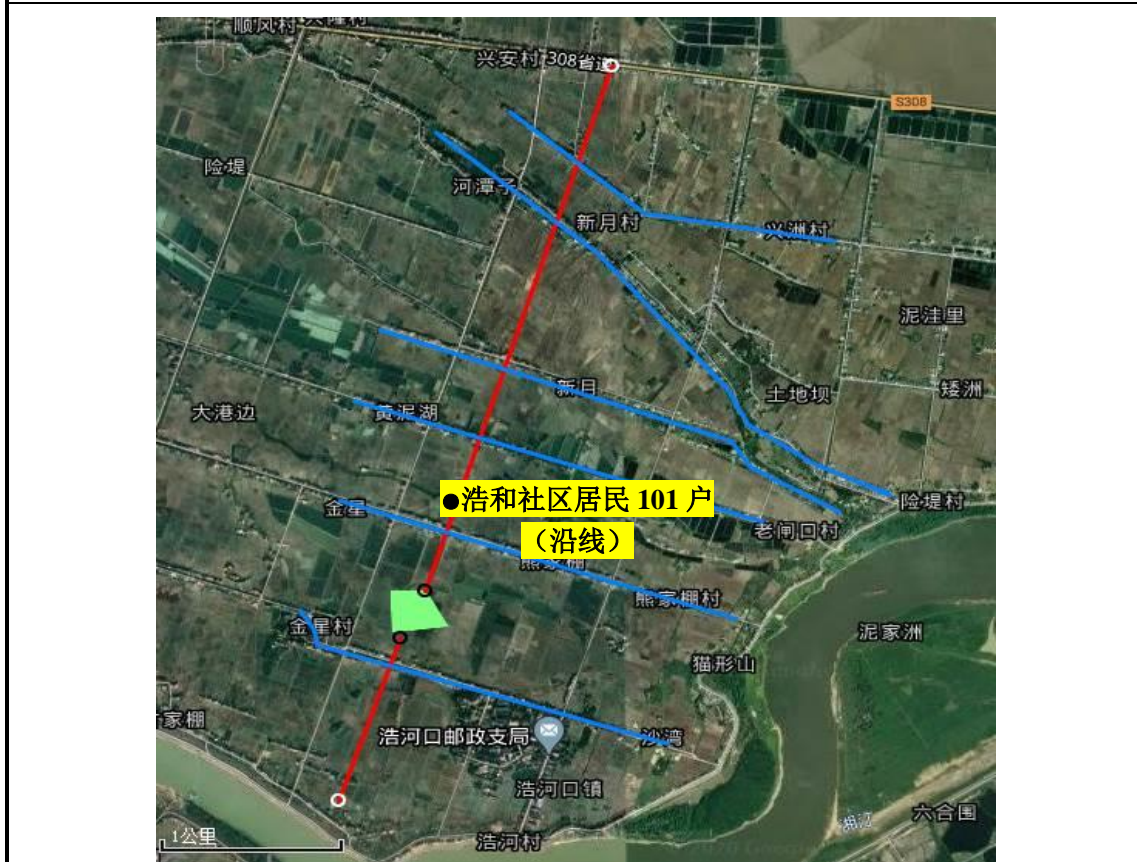 顺风村
兴隆村
兴安村 308省道
S308
险堤
河潭子
新月村
兴洲村
泥洼里
新月
土地坝
矮洲
大港边
黄泥湖
●浩和社区居民 101 户
(沿线)
险堤村
金星
老闸口村
熊家棚
熊家棚村
金星村
泥家洲
猫形山
家棚
浩河口邮政支局
沙湾
浩河口镇
湘江
六合围
1公里
浩河村